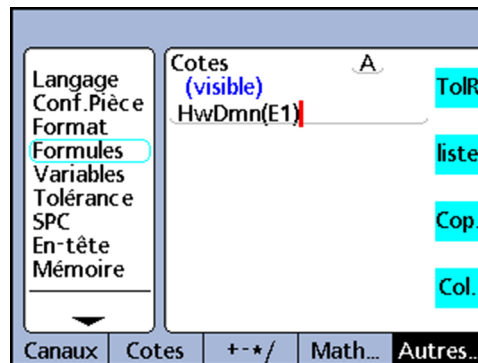 Langage
Conf.Pièce
Format
Formules
Variables
Tolérance
SPC
En-tête
Mémoire
Cotes A
(visible)
HwDmn(E1)
TolR
liste
Cop.
Col.
Canaux Cotes +-*/ Math... Autres...